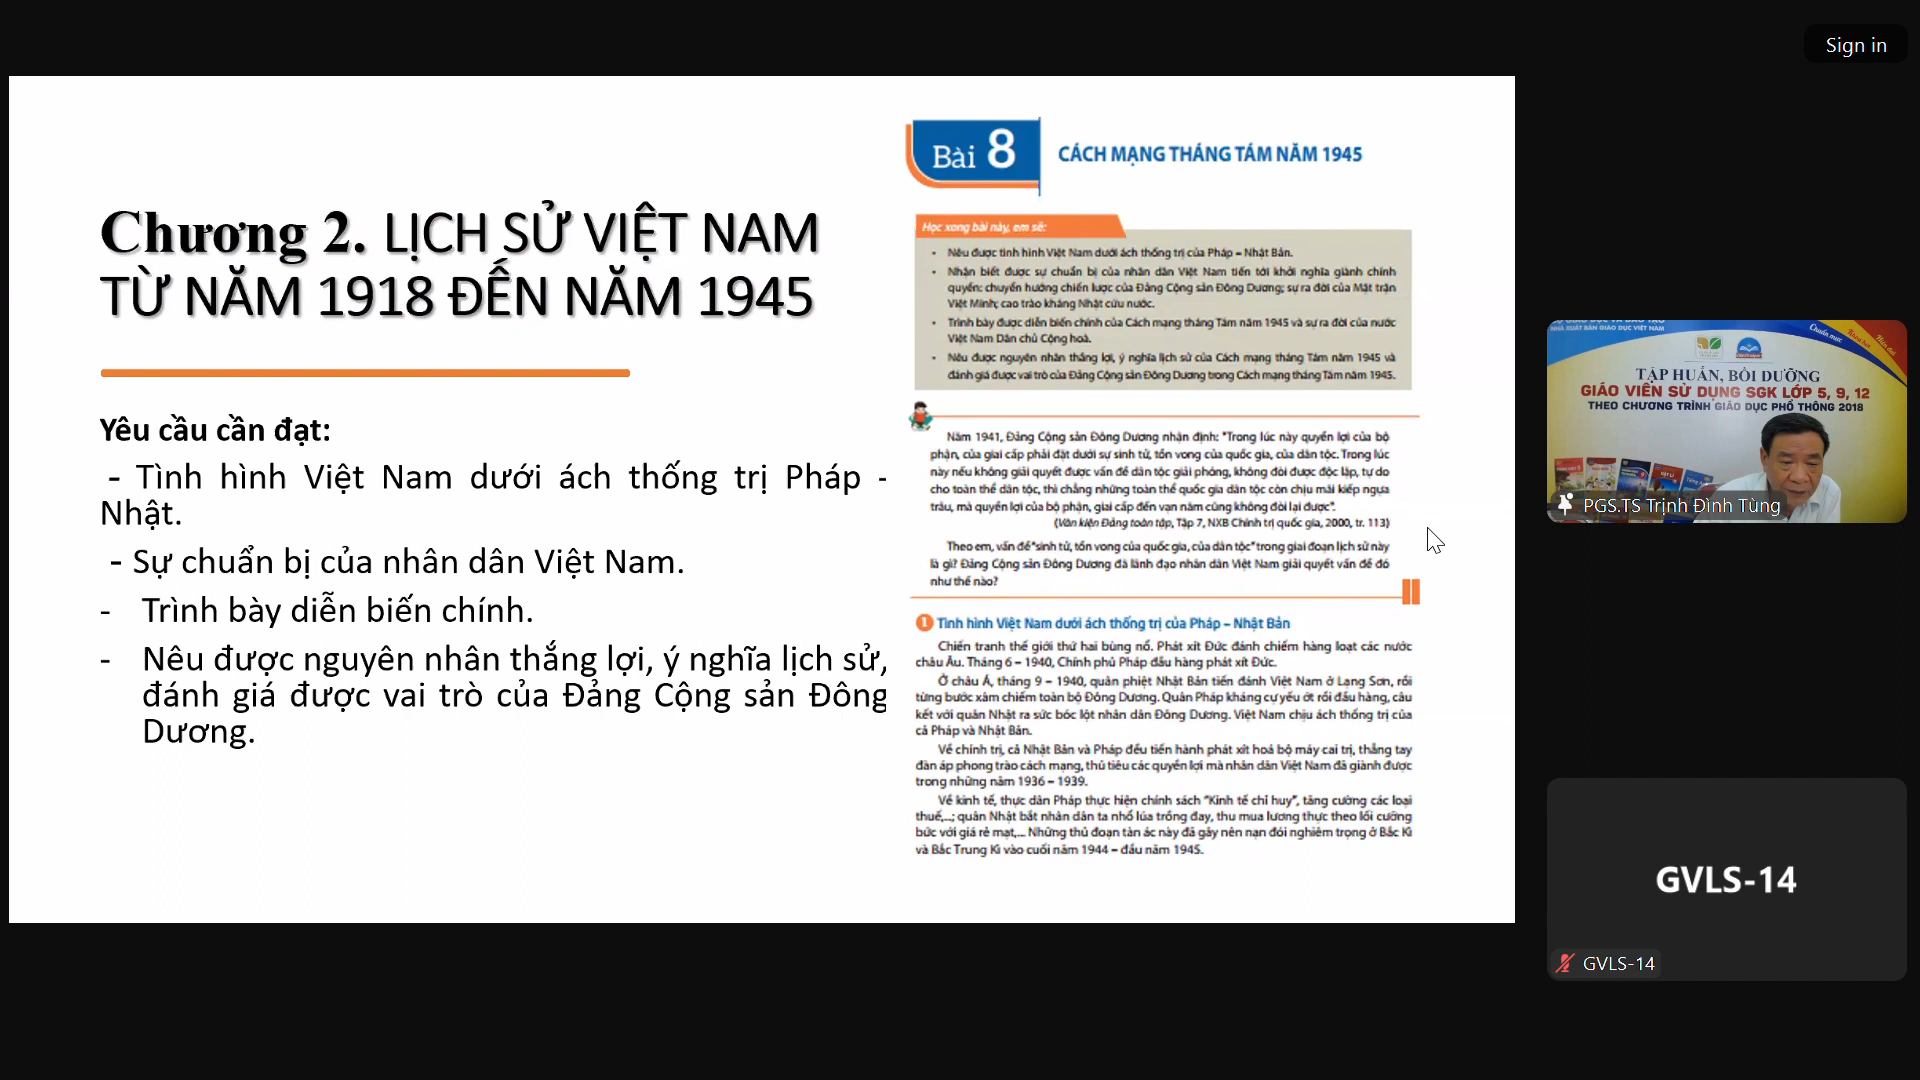 Sign in
Chương 2. LỊCH SỬ VIỆT NAM
TỪ NĂM 1918 ĐẾN NĂM 1945
Yêu cầu cần đạt:
- Tình hình Việt Nam dưới ách thống trị Pháp -
Nhật.
- Sự chuẩn bị của nhân dân Việt Nam.
- Trình bày diễn biến chính.
- Nêu được nguyên nhân thắng lợi, ý nghĩa lịch sử,
đánh giá được vai trò của Đảng Cộng sản Đông
Dương.
Bài 8
CÁCH MẠNG THÁNG TÁM NĂM 1945
Học xong bài này, em sẽ:
• Nêu được tình hình Việt Nam dưới ách thống trị của Pháp – Nhật Bản.
• Nhận biết được sự chuẩn bị của nhân dân Việt Nam tiến tới khởi nghĩa giành chính
quyền: chuyển hướng chiến lược của Đảng Cộng sản Đông Dương; sự ra đời của Mặt trận
Việt Minh; cao trào kháng Nhật cứu nước.
• Trình bày được diễn biến chính của Cách mạng tháng Tám năm 1945 và sự ra đời của nước
Việt Nam Dân chủ Cộng hoà.
• Nêu được nguyên nhân thắng lợi, ý nghĩa lịch sử của Cách mạng tháng Tám năm 1945 và
đánh giá được vai trò của Đảng Cộng sản Đông Dương trong Cách mạng tháng Tám năm 1945.
Năm 1941, Đảng Cộng sản Đông Dương nhận định: "Trong lúc này quyền lợi của bộ
phận, của giai cấp phải đặt dưới sự sinh tử, tồn vong của quốc gia, của dân tộc. Trong lúc
này nếu không giải quyết được vấn đề dân tộc giải phóng, không đòi được độc lập, tự do
cho toàn thể dân tộc, thì chẳng những toàn thể quốc gia dân tộc còn chịu mãi kiếp ngựa
trâu, mà quyền lợi của bộ phận, giai cấp đến vạn năm cũng không đòi lại được".
(Văn kiện Đảng toàn tập, Tập 7, NXB Chính trị quốc gia, 2000, tr. 113)
Theo em, vấn đề "sinh tử, tồn vong của quốc gia, của dân tộc" trong giai đoạn lịch sử này
là gì? Đảng Cộng sản Đông Dương đã lãnh đạo nhân dân Việt Nam giải quyết vấn đề đó
như thế nào?
1 Tình hình Việt Nam dưới ách thống trị của Pháp – Nhật Bản
Chiến tranh thế giới thứ hai bùng nổ. Phát xít Đức đánh chiếm hàng loạt các nước
châu Âu. Tháng 6 – 1940, Chính phủ Pháp đầu hàng phát xít Đức.
Ở châu Á, tháng 9 – 1940, quân phiệt Nhật Bản tiến đánh Việt Nam ở Lạng Sơn, rồi
từng bước xâm chiếm toàn bộ Đông Dương. Quân Pháp kháng cự yếu ớt rồi đầu hàng, câu
kết với quân Nhật ra sức bóc lột nhân dân Đông Dương. Việt Nam chịu ách thống trị của
cả Pháp và Nhật Bản.
Về chính trị, cả Nhật Bản và Pháp đều tiến hành phát xít hoá bộ máy cai trị, thẳng tay
đàn áp phong trào cách mạng, thủ tiêu các quyền lợi mà nhân dân Việt Nam đã giành được
trong những năm 1936 – 1939.
Về kinh tế, thực dân Pháp thực hiện chính sách "Kinh tế chỉ huy", tăng cường các loại
thuế,...; quân Nhật bắt nhân dân ta nhổ lúa trồng đay, thu mua lương thực theo lối cưỡng
bức với giá rẻ mạt,... Những thủ đoạn tàn ác này đã gây nên nạn đói nghiêm trọng ở Bắc Kì
và Bắc Trung Kì vào cuối năm 1944 – đầu năm 1945.
NHÀ XUẤT BẢN GIÁO DỤC VIỆT NAM
TẬP HUẤN, BỒI DƯỠNG
GIÁO VIÊN SỬ DỤNG SGK LỚP 5, 9, 12
THEO CHƯƠNG TRÌNH GIÁO DỤC PHỔ THÔNG 2018
PGS.TS Trịnh Đình Tùng
GVLS-14
GVLS-14